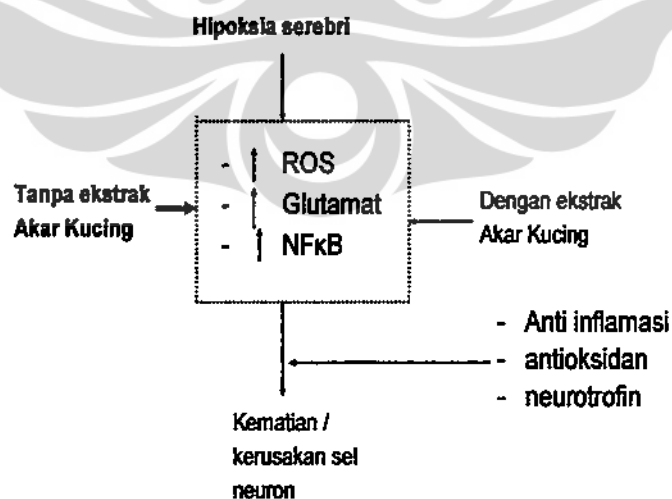 Hipoksia serebri
- ↑ ROS
- ↑ Glutamat
- ↑ NFκB
Tanpa ekstrak
Akar Kucing
Dengan ekstrak
Akar Kucing
- Anti inflamasi
- antioksidan
- neurotrofin
Kematian /
kerusakan sel
neuron